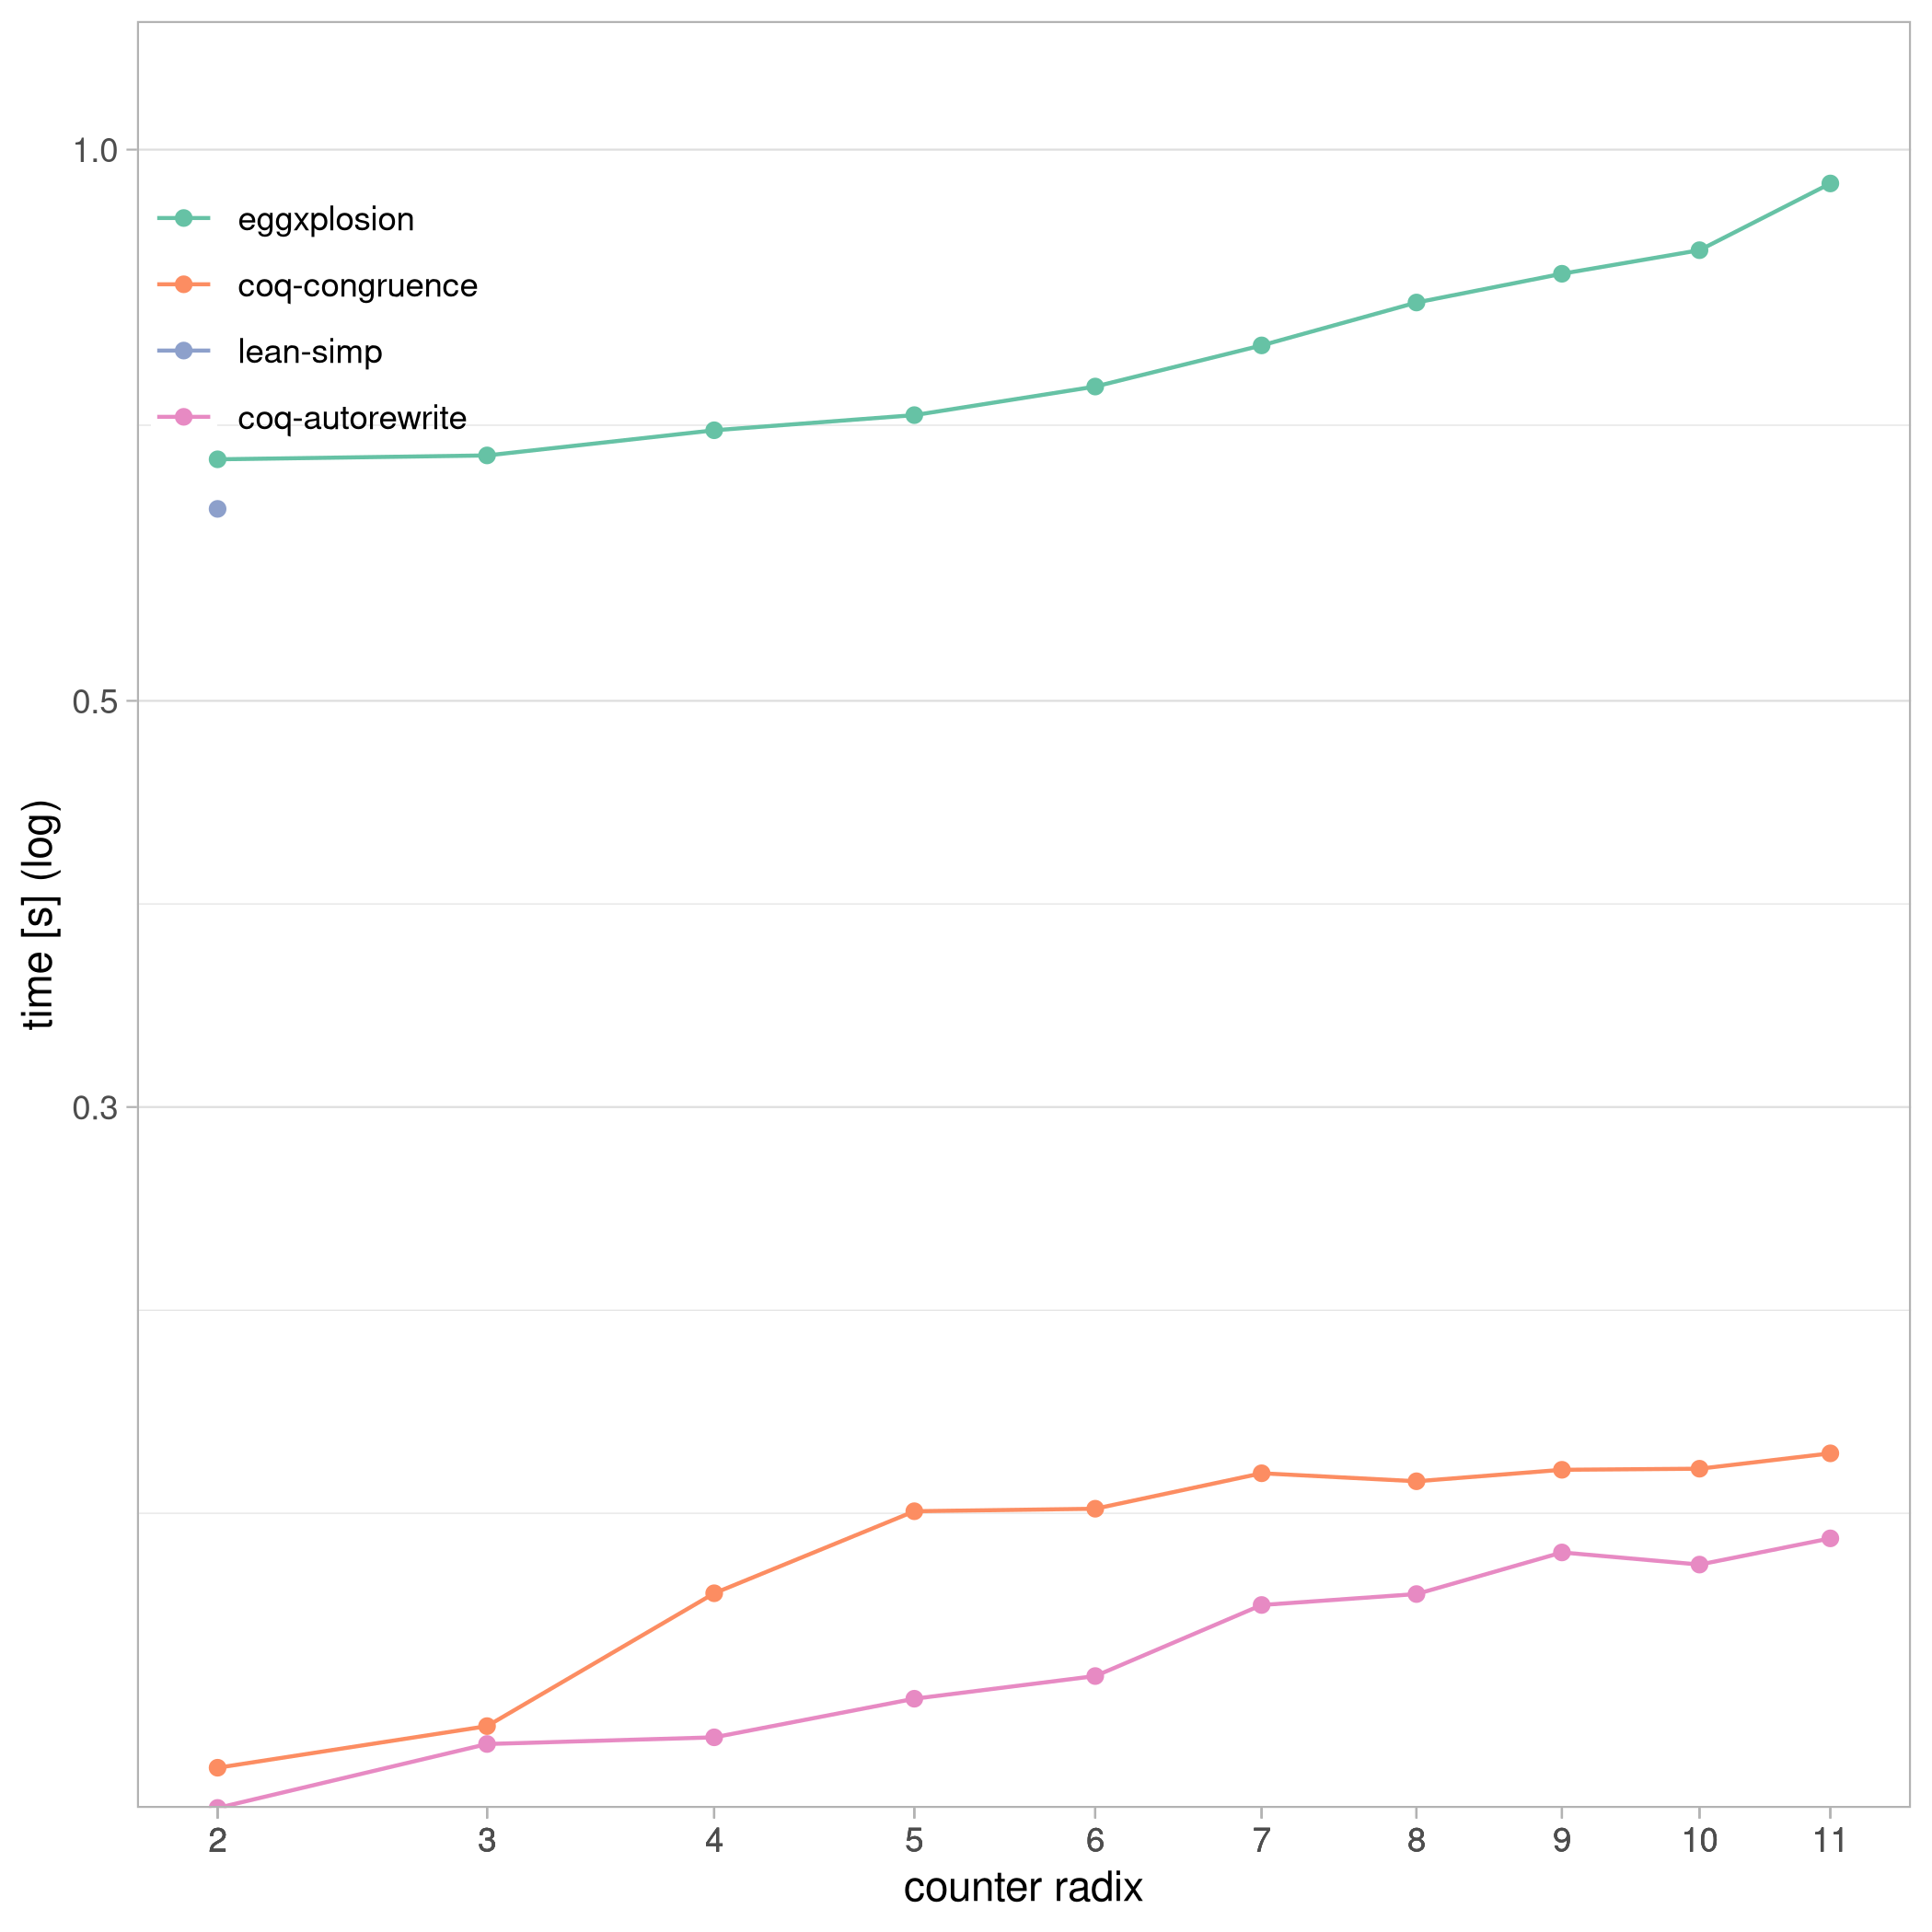 1.0
0.5
0.3
time [s] (log)
eggxplosion
coq-congruence
lean-simp
coq-autorewrite
2 3 4 5 6 7 8 9 10 11
counter radix